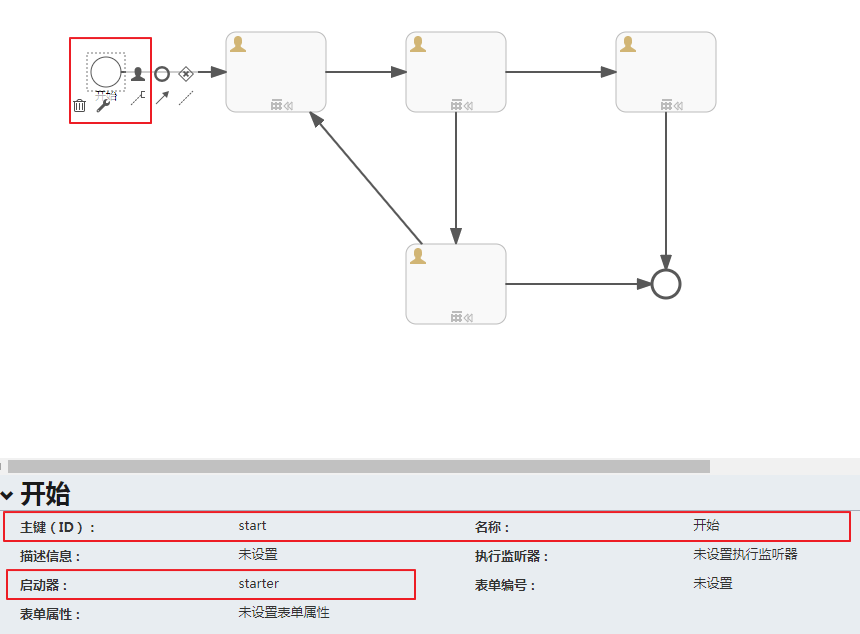 开始
开始
主键（ID）： start 名称： 开始
描述信息： 未设置 执行监听器： 未设置执行监听器
启动器： starter 表单编号： 未设置
表单属性： 未设置表单属性